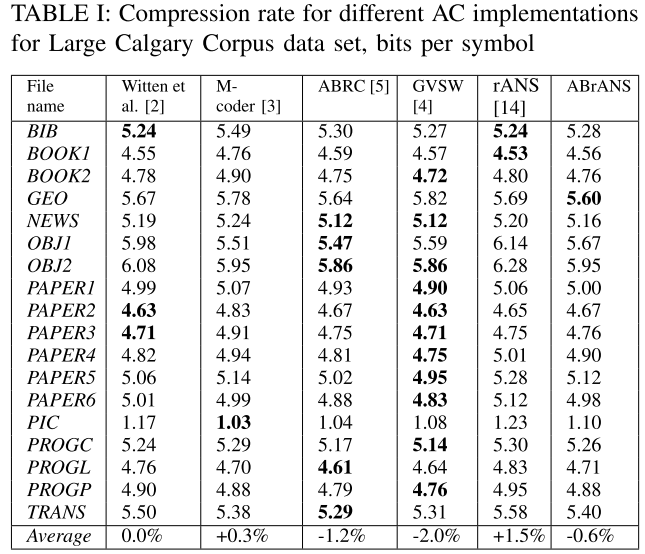 TABLE I: Compression rate for different AC implementations
for Large Calgary Corpus data set, bits per symbol
File name Witten et al. [2] M-coder [3] ABRC [5] GVSW [4] rANS [14] ABrANS
BIB 5.24 5.49 5.30 5.27 5.24 5.28
BOOK1 4.55 4.76 4.59 4.57 4.53 4.56
BOOK2 4.78 4.90 4.75 4.72 4.80 4.76
GEO 5.67 5.78 5.64 5.82 5.69 5.60
NEWS 5.19 5.24 5.12 5.12 5.20 5.16
OBJ1 5.98 5.51 5.47 5.59 6.14 5.67
OBJ2 6.08 5.95 5.86 5.86 6.28 5.95
PAPER1 4.99 5.07 4.93 4.90 5.06 5.00
PAPER2 4.63 4.83 4.67 4.63 4.65 4.67
PAPER3 4.71 4.91 4.75 4.71 4.75 4.76
PAPER4 4.82 4.94 4.81 4.75 5.01 4.90
PAPER5 5.06 5.14 5.02 4.95 5.28 5.12
PAPER6 5.01 4.99 4.88 4.83 5.12 4.98
PIC 1.17 1.03 1.04 1.08 1.23 1.10
PROGC 5.24 5.29 5.17 5.14 5.30 5.26
PROGL 4.76 4.70 4.61 4.64 4.83 4.71
PROGP 4.90 4.88 4.79 4.76 4.95 4.88
TRANS 5.50 5.38 5.29 5.31 5.58 5.40
Average 0.0% +0.3% -1.2% -2.0% +1.5% -0.6%